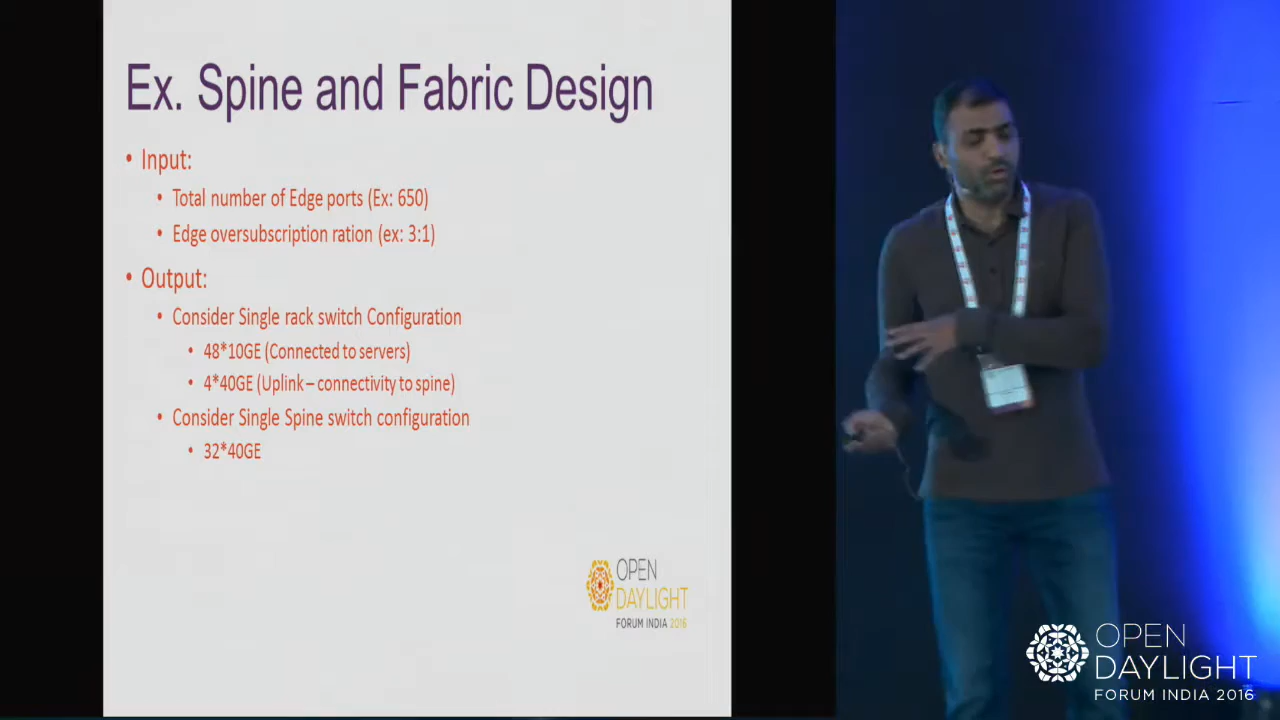 Ex. Spine and Fabric Design
• Input:
• Total number of Edge ports (Ex: 650)
• Edge oversubscription ration (ex: 3:1)
• Output:
• Consider Single rack switch Configuration
• 48*10GE (Connected to servers)
• 4*40GE (Uplink – connectivity to spine)
• Consider Single Spine switch configuration
• 32*40GE
OPEN
DAYLIGHT
FORUM INDIA 2016
OPEN
DAYLIGHT
FORUM INDIA 2016